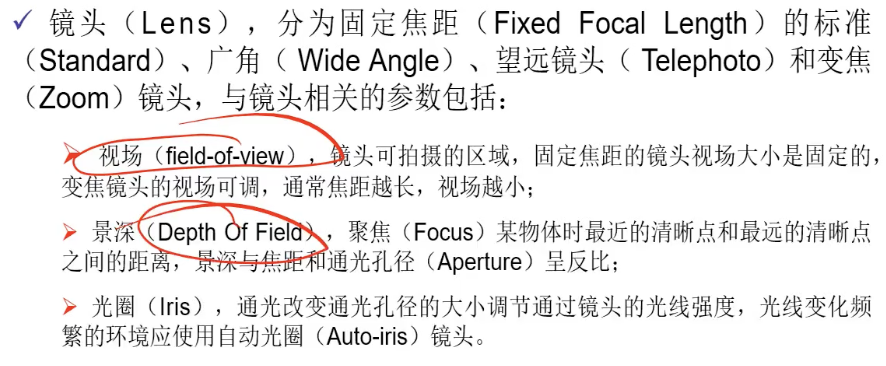 ✓ 镜头（Lens），分为固定焦距（Fixed Focal Length）的标准
（Standard）、广角（ Wide Angle）、望远镜头（ Telephoto）和变焦
（Zoom）镜头，与镜头相关的参数包括：
➢ 视场（field-of-view），镜头可拍摄的区域，固定焦距的镜头视场大小是固定的，
变焦镜头的视场可调，通常焦距越长，视场越小；
➢ 景深（Depth Of Field），聚焦（Focus）某物体时最近的清晰点和最远的清晰点
之间的距离，景深与焦距和通光孔径（Aperture）呈反比；
➢ 光圈（Iris），通光改变通光孔径的大小调节通过镜头的光线强度，光线变化频
繁的环境应使用自动光圈（Auto-iris）镜头。